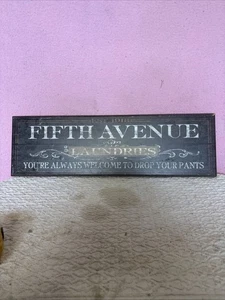 FIFTH AVENUE
LAUNDRIES
YOU'RE ALWAYS WELCOME TO DROP YOUR PANTS